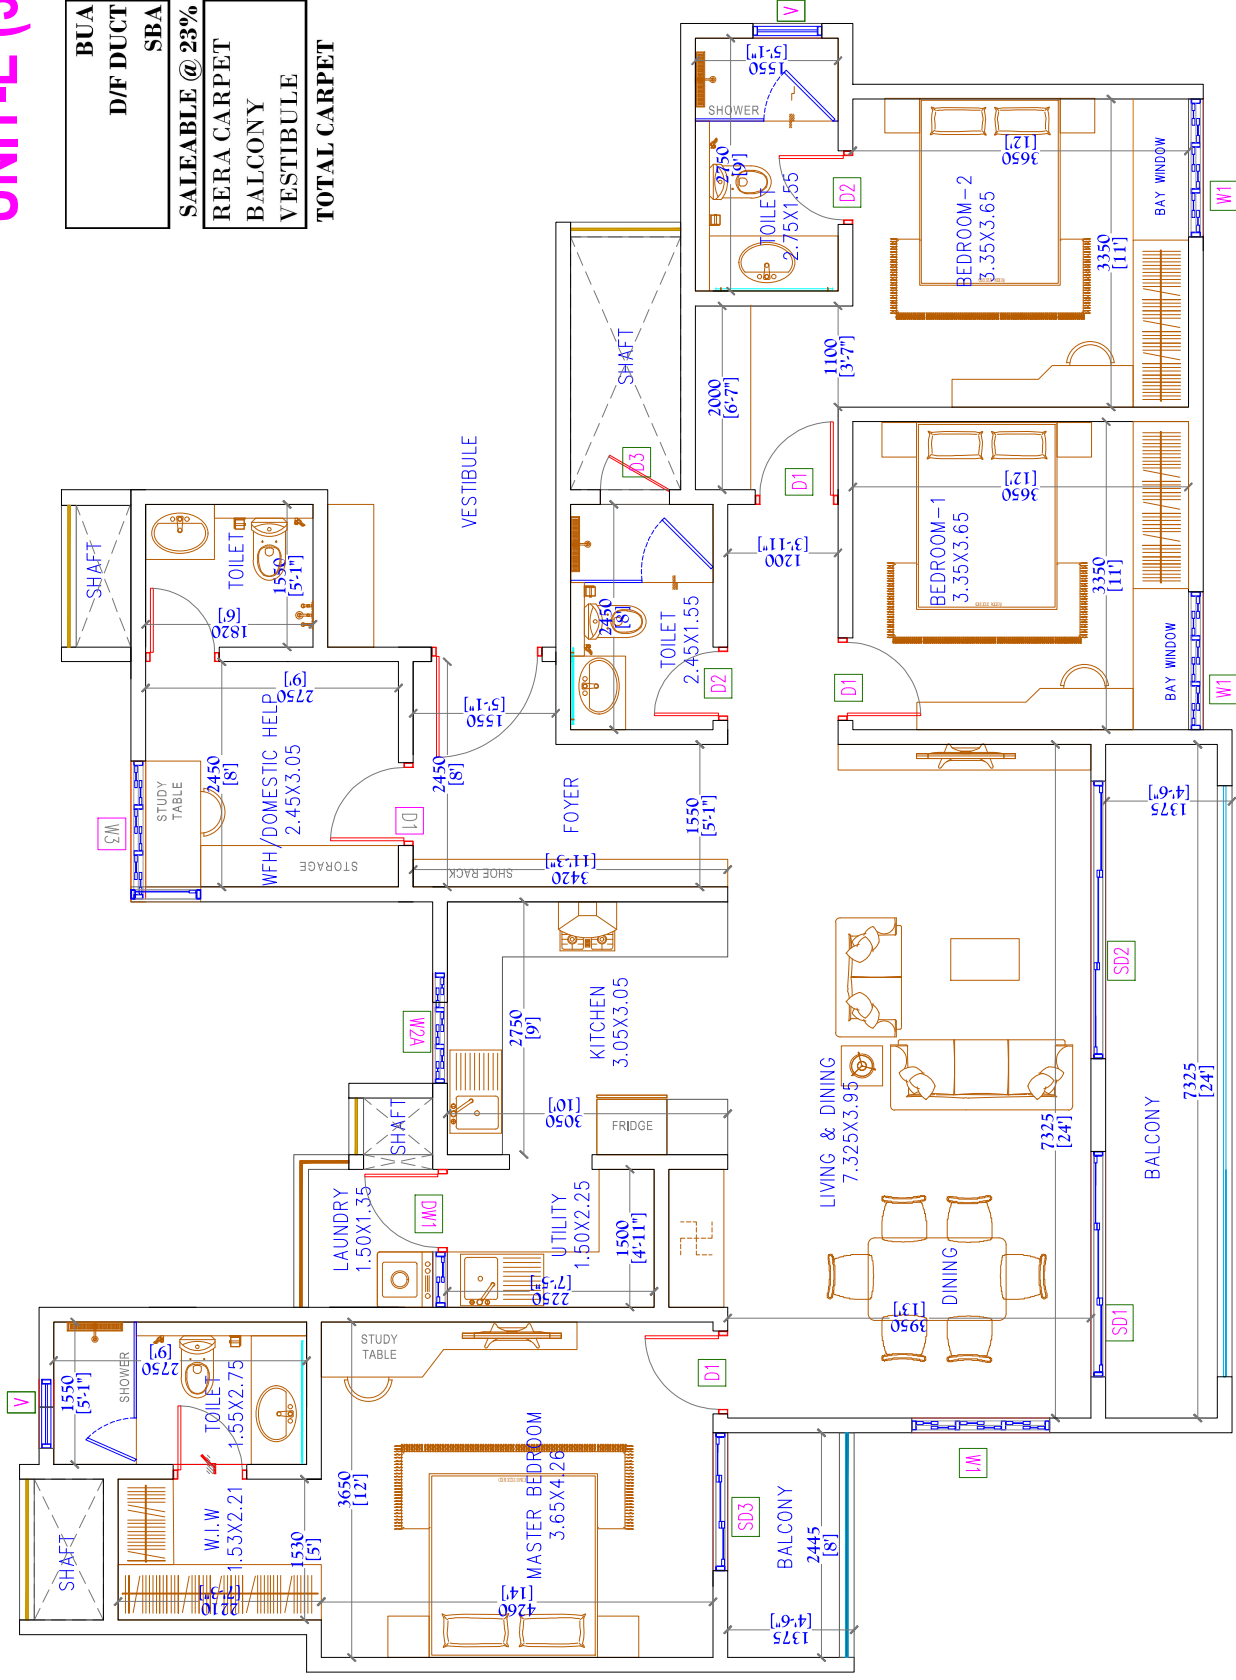 BUA
D/F DUCT
SBA
SALEABLE @ 23%
RERA CARPET
BALCONY
VESTIBULE
TOTAL CARPET
V
1550
[5'-1"]
SHOWER
2750
[9']
TOILET
2.75X1.55
D2
3650
[12']
BEDROOM-2
3.35X3.65
3350
[11']
BAY WINDOW
W1
SHAFT
2000
[6'-7"]
1100
[3'-7"]
D3
D1
VESTIBULE
SHAFT
TOILET
1550
[5'-1"]
1820
[6']
1200
[3'-11"]
3650
[12']
BEDROOM-1
3.35X3.65
3350
[11']
BAY WINDOW
W1
2450
[8']
TOILET
2.45X1.55
D2
D1
2750
[9']
1550
[5'-1"]
2450
[8']
WFH/DOMESTIC HELP
2.45X3.05
STUDY
TABLE
W3
STORAGE
D1
2450
[8']
FOYER
1550
[5'-1"]
3420
[11'-3"]
SHOE RACK
1375
[4'-6"]
SD2
W2A
2750
[9']
KITCHEN
3.05X3.05
3050
[10']
FRIDGE
SHAFT
LIVING & DINING
7.325X3.95
7325
[24']
7325
[24']
BALCONY
LAUNDRY
1.50X1.35
DW1
UTILITY
1.50X2.25
1500
[4'-11"]
2250
[7'-5"]
DINING
3950
[13']
SD1
V
1550
[5'-1"]
SHOWER
2750
[9']
TOILET
1.55X2.75
STUDY
TABLE
D1
W1
SHAFT
W.I.W
1.53X2.21
1530
[5']
2210
[7'-3"]
3650
[12']
MASTER BEDROOM
3.65X4.26
4260
[14']
SD3
BALCONY
2445
[8']
1375
[4'-6"]